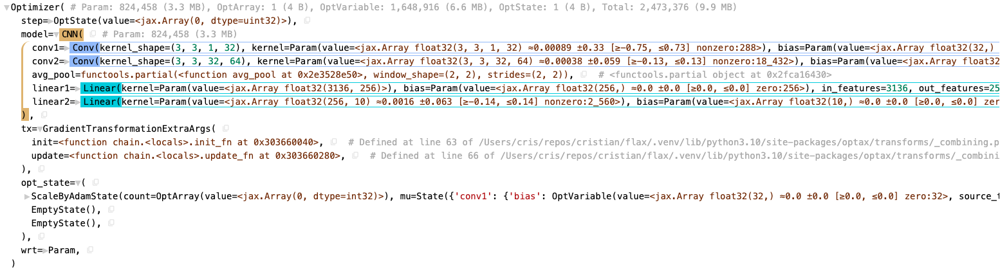 Optimizer( # Param: 824,458 (3.3 MB), OptArray: 1 (4 B), OptVariable: 1,648,916 (6.6 MB), OptState: 1 (4 B), Total: 2,473,376 (9.9 MB)
step=OptState(value=<jax.Array(0, dtype=uint32)>),
model=CNN( # Param: 824,458 (3.3 MB)
conv1=Conv(kernel_shape=(3, 3, 1, 32), kernel=Param(value=<jax.Array float32(3, 3, 1, 32) ≈0.00089 ±0.33 [≥-0.75, ≤0.73] nonzero:288>), bias=Param(value=<jax.Array float32(32,)
conv2=Conv(kernel_shape=(3, 3, 32, 64), kernel=Param(value=<jax.Array float32(3, 3, 32, 64) ≈0.00038 ±0.059 [≥-0.13, ≤0.13] nonzero:18_432>), bias=Param(value=<jax.Array float32
avg_pool=functools.partial(<function avg_pool at 0x2e3528e50>, window_shape=(2, 2), strides=(2, 2)), # <functools.partial object at 0x2fca16430>
linear1=Linear(kernel=Param(value=<jax.Array float32(3136, 256)>), bias=Param(value=<jax.Array float32(256,) ≈0.0 ±0.0 [≥0.0, ≤0.0] zero:256>), in_features=3136, out_features=25
linear2=Linear(kernel=Param(value=<jax.Array float32(256, 10) ≈0.0016 ±0.063 [≥-0.14, ≤0.14] nonzero:2_560>), bias=Param(value=<jax.Array float32(10,) ≈0.0 ±0.0 [≥0.0, ≤0.0] zer
),
tx=GradientTransformationExtraArgs(
init=<function chain.<locals>.init_fn at 0x303660040>, # Defined at line 63 of /Users/cris/repos/cristian/flax/.venv/lib/python3.10/site-packages/optax/transforms/_combining.p
update=<function chain.<locals>.update_fn at 0x303660280>, # Defined at line 66 of /Users/cris/repos/cristian/flax/.venv/lib/python3.10/site-packages/optax/transforms/_combini
),
opt_state=(
ScaleByAdamState(count=OptArray(value=<jax.Array(0, dtype=int32)>), mu=State({'conv1': {'bias': OptVariable(value=<jax.Array float32(32,) ≈0.0 ±0.0 [≥0.0, ≤0.0] zero:32>, source_t
EmptyState(),
EmptyState(),
),
wrt=Param,
)